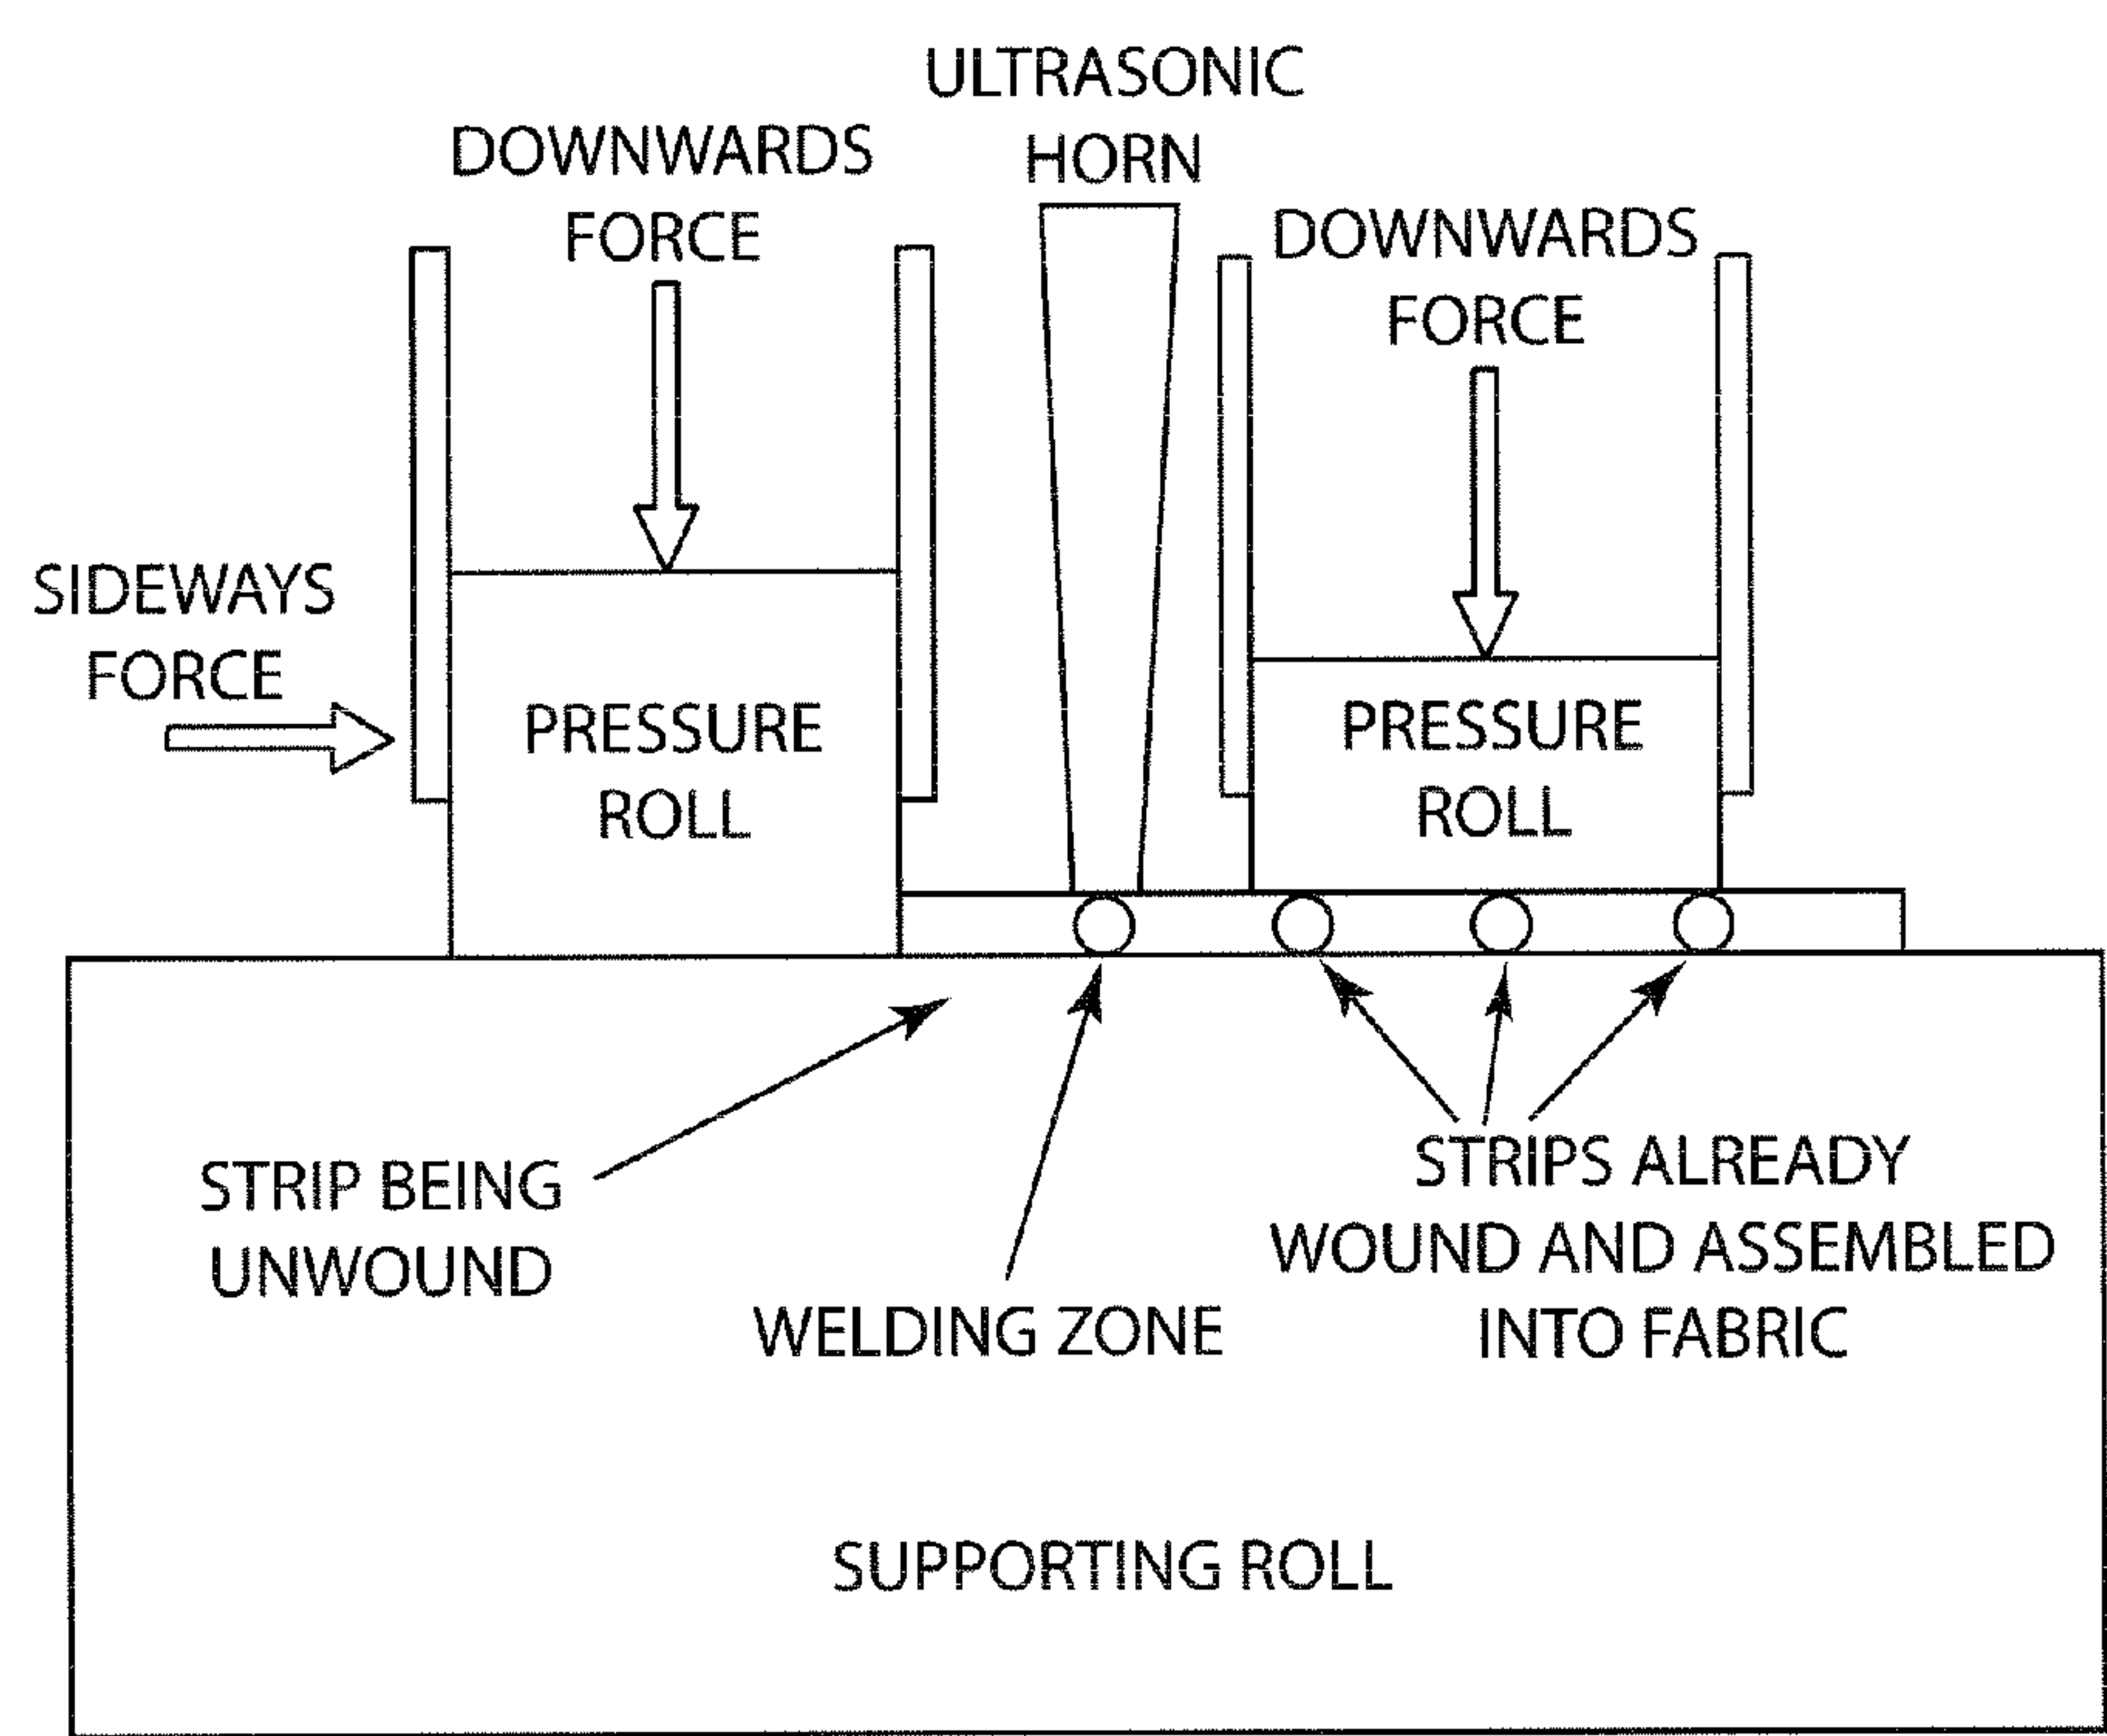 ULTRASONIC
HORN
DOWNWARDS
FORCE
DOWNWARDS
FORCE
SIDEWAYS
FORCE
PRESSURE
ROLL
PRESSURE
ROLL
STRIP BEING
UNWOUND
WELDING ZONE
STRIPS ALREADY
WOUND AND ASSEMBLED
INTO FABRIC
SUPPORTING ROLL